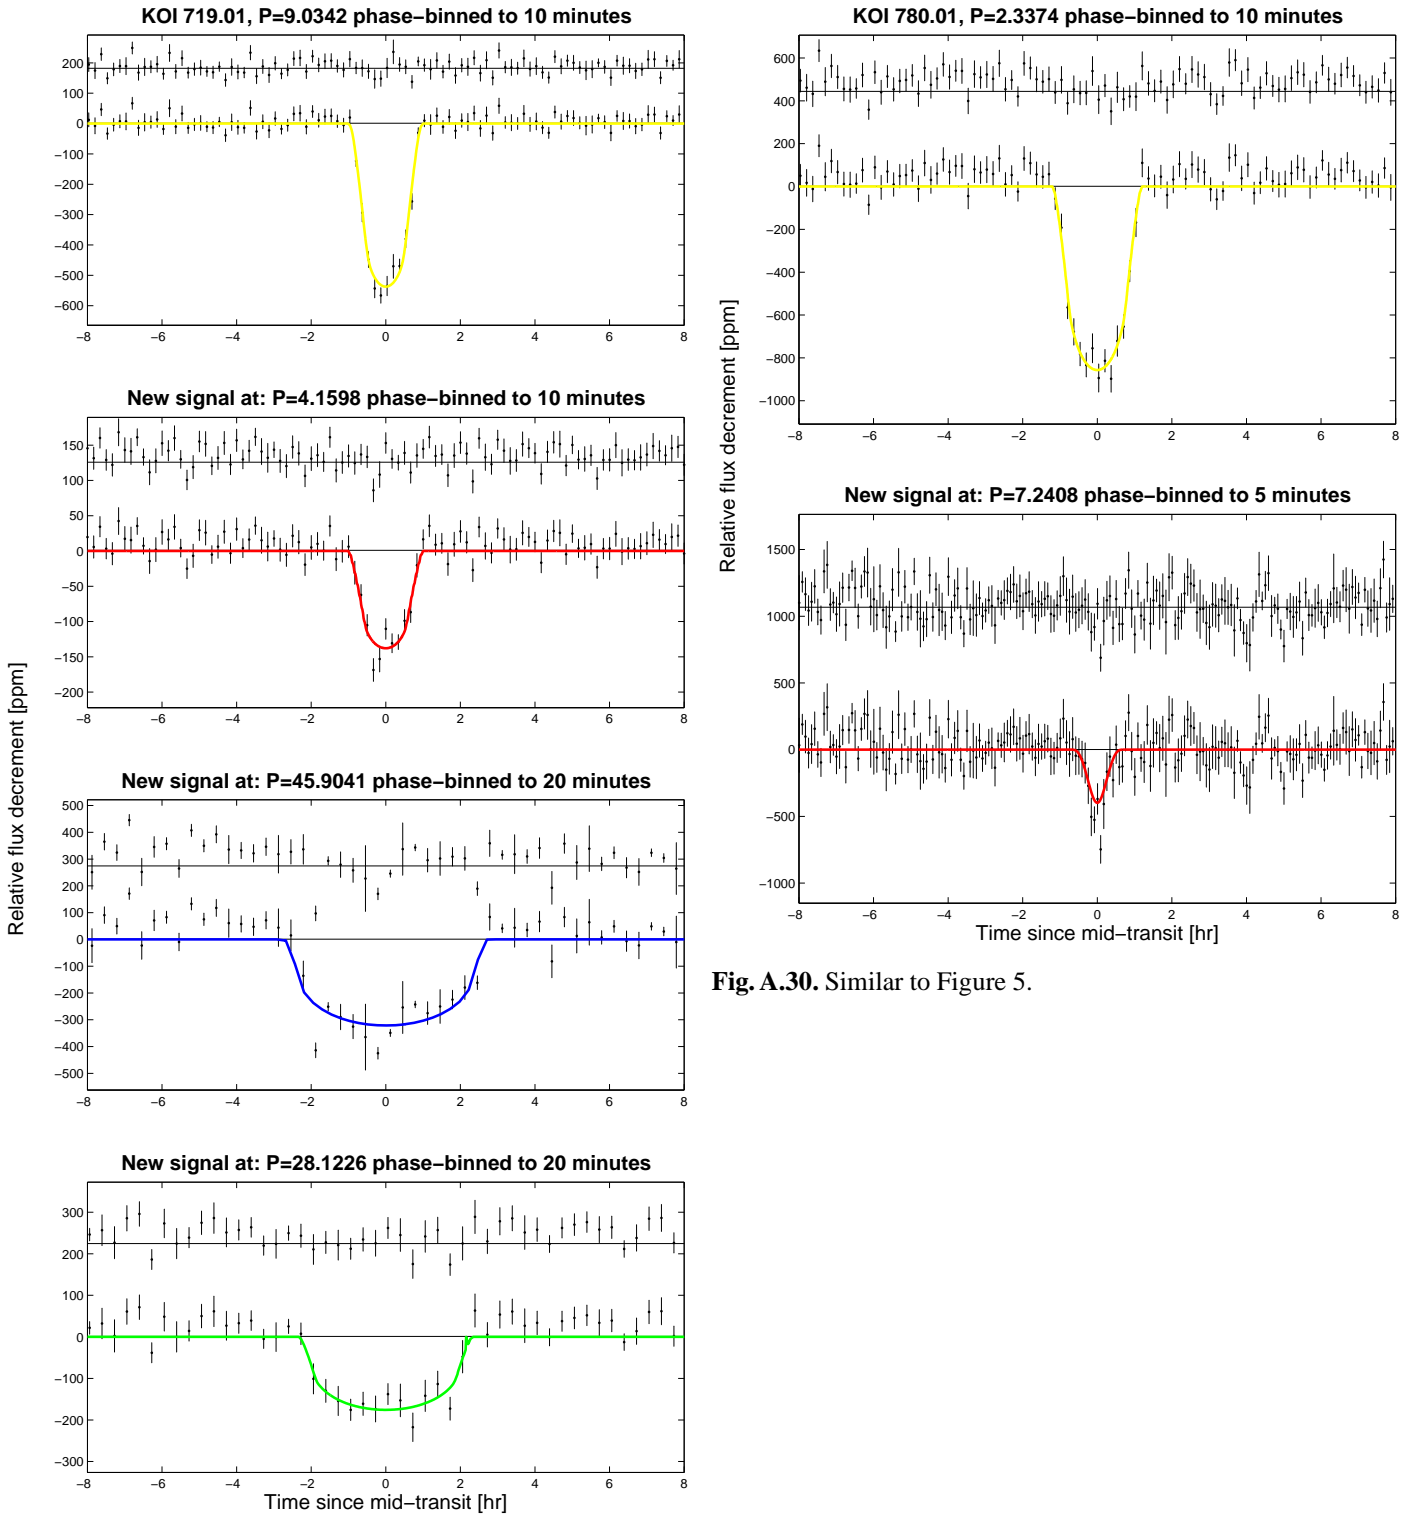 KOI 719.01, P=9.0342 phase−binned to 10 minutes
200
100
0
−100
−200
−300
−400
−500
−600
−8 −6 −4 −2 0 2 4 6 8
New signal at: P=4.1598 phase−binned to 10 minutes
150
100
50
0
−50
−100
−150
−200
−8 −6 −4 −2 0 2 4 6 8
Relative flux decrement [ppm]
New signal at: P=45.9041 phase−binned to 20 minutes
500
400
300
200
100
0
−100
−200
−300
−400
−500
−8 −6 −4 −2 0 2 4 6 8
New signal at: P=28.1226 phase−binned to 20 minutes
300
200
100
0
−100
−200
−300
−8 −6 −4 −2 0 2 4 6 8
Time since mid−transit [hr]
KOI 780.01, P=2.3374 phase−binned to 10 minutes
600
400
200
0
−200
−400
−600
−800
−1000
−8 −6 −4 −2 0 2 4 6 8
Relative flux decrement [ppm]
New signal at: P=7.2408 phase−binned to 5 minutes
1500
1000
500
0
−500
−1000
−8 −6 −4 −2 0 2 4 6 8
Time since mid−transit [hr]
Fig. A.30. Similar to Figure 5.